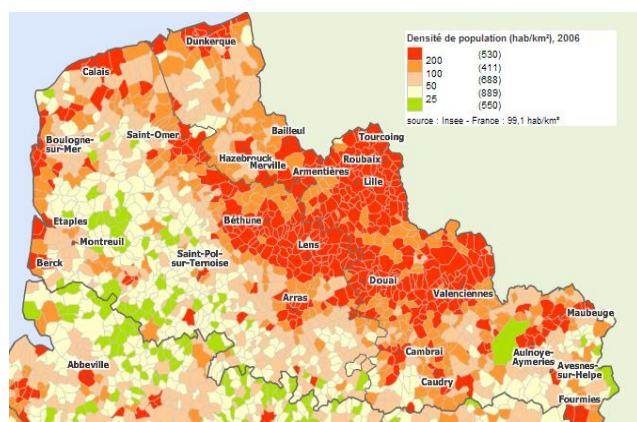 Dunkerque
Densité de population (hab/km²), 2006
(530)
200
(411)
100
(688)
50
(889)
25
(550)
source : Insee - France : 99,1 hab/km²
Calais
Bailleul
Tourcoing
Saint-Omer
Boulogne-
sur-Mer
Hazebrouck
Merville
Roubaix
Armentières
Lille
Etaples
Béthune
Montreuil
Lens
Saint-Pol-
sur-Ternoise
Berck
Douai
Valenciennes
Arras
Maubeuge
Cambrai
Aulnoye-
Aymeries
Abbeville
Avesnes-
sur-Helpe
Caudry
Fourmies